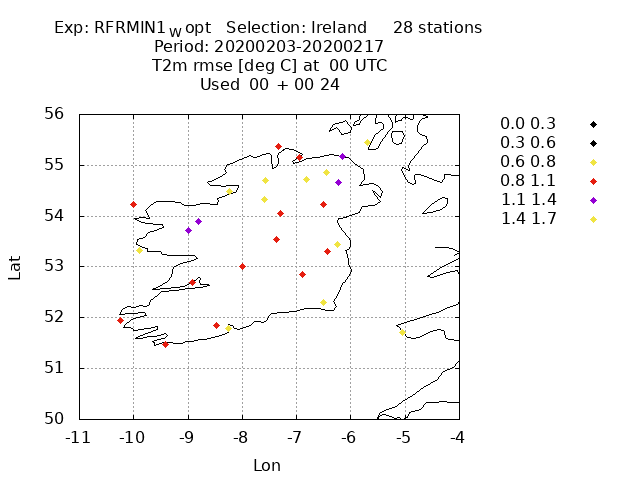 Exp: RFRMIN1wopt Selection: Ireland 28 stations
Period: 20200203-20200217
T2m rmse [deg C] at 00 UTC
Used 00 + 00 24
0.0 0.3
0.3 0.6
0.6 0.8
0.8 1.1
1.1 1.4
1.4 1.7
56
55
54
53
52
51
50
Lat
-11 -10 -9 -8 -7 -6 -5 -4
Lon